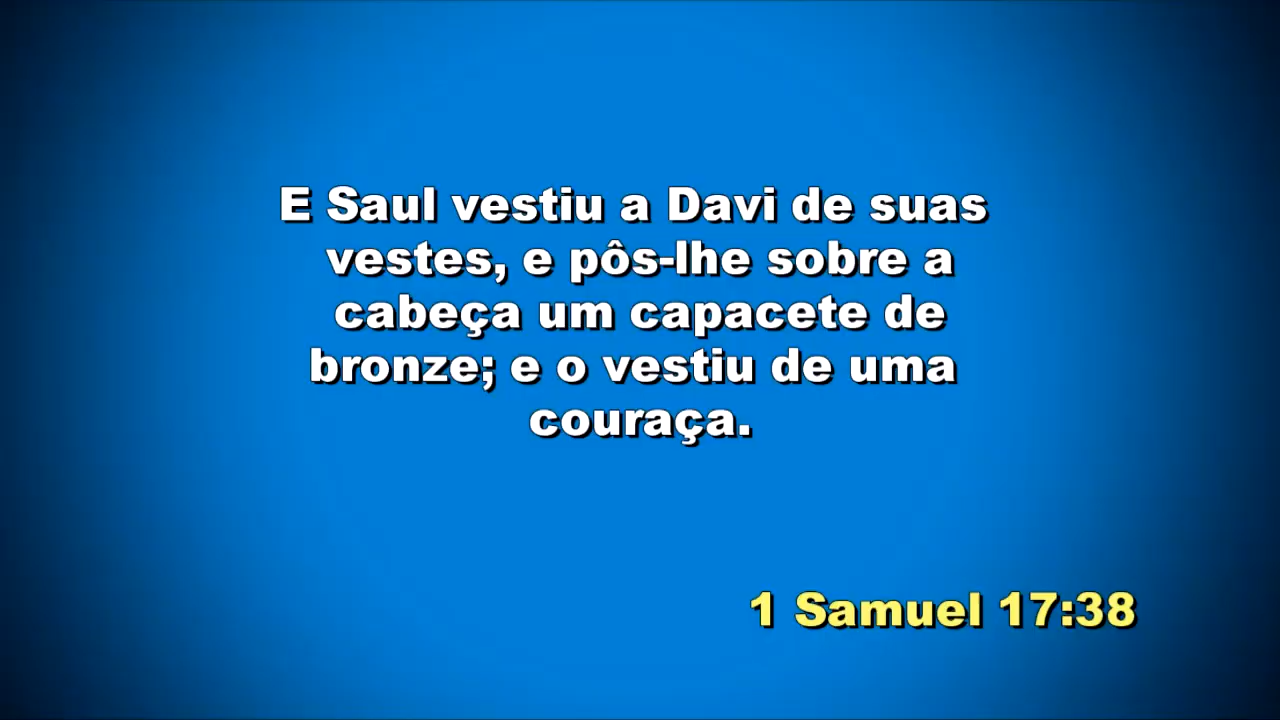 E Saul vestiu a Davi de suas
vestes, e pôs-lhe sobre a
cabeça um capacete de
bronze; e o vestiu de uma
couraça.
1 Samuel 17:38